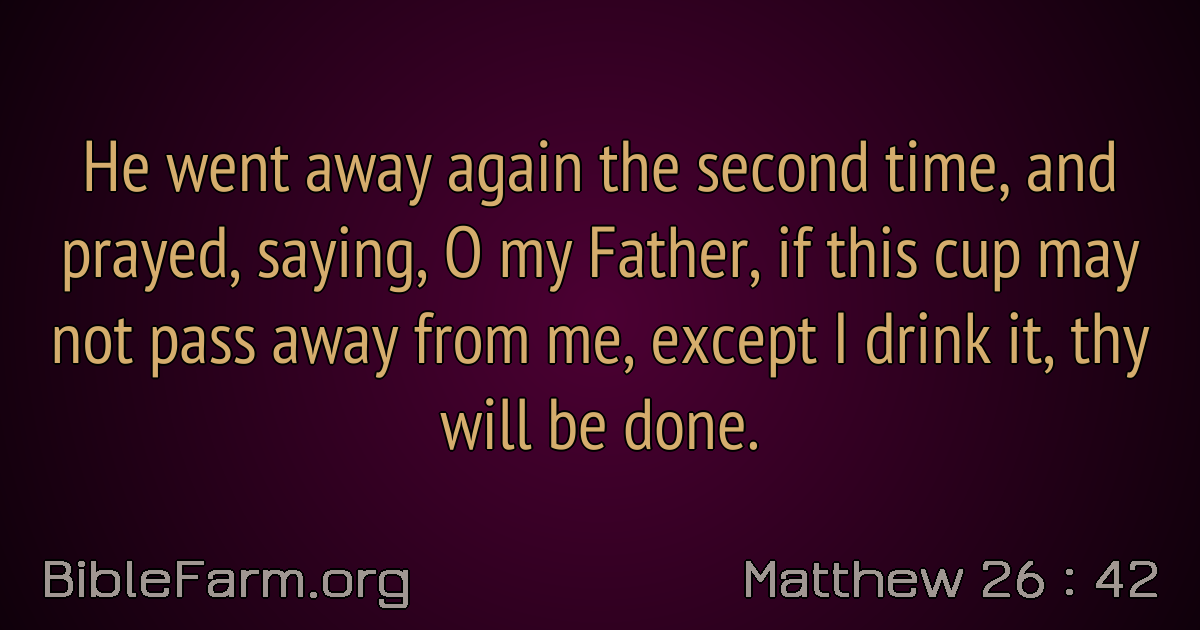 He went away again the second time, and
prayed, saying, O my Father, if this cup may
not pass away from me, except I drink it, thy
will be done.
BibleFarm.org
Matthew 26 : 42